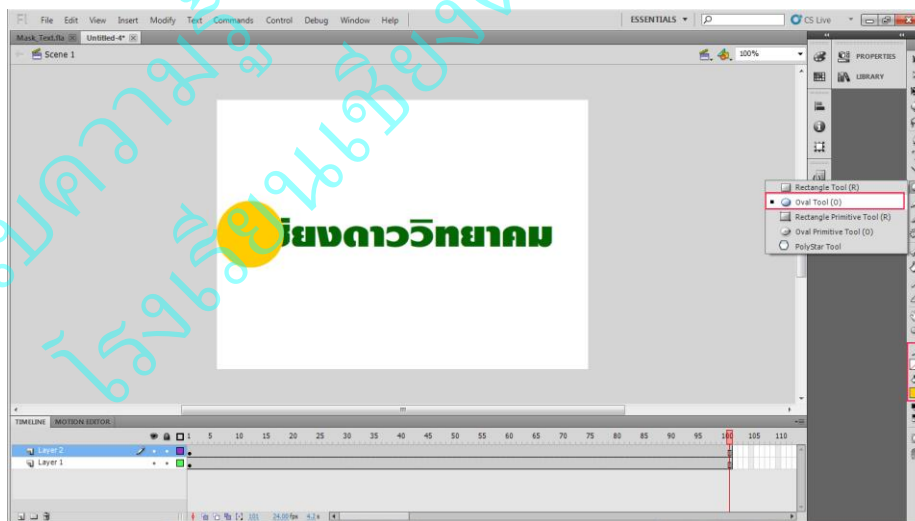 Fl File Edit View Insert Modify Text Commands Control Debug Window Help ESSENTIALS CS Live
Mask_Text.fla Untitled-4*
Scene 1 100%
PROPERTIES
LIBRARY
Rectangle Tool (R)
Oval Tool (O)
Rectangle Primitive Tool (R)
Oval Primitive Tool (O)
PolyStar Tool
ียงดาววิทยาคม
TIMELINE MOTION EDITOR
1 5 10 15 20 25 30 35 40 45 50 55 60 65 70 75 80 85 90 95 100 105 110
Layer 2
Layer 1
101 24.00 fps 4.2 s